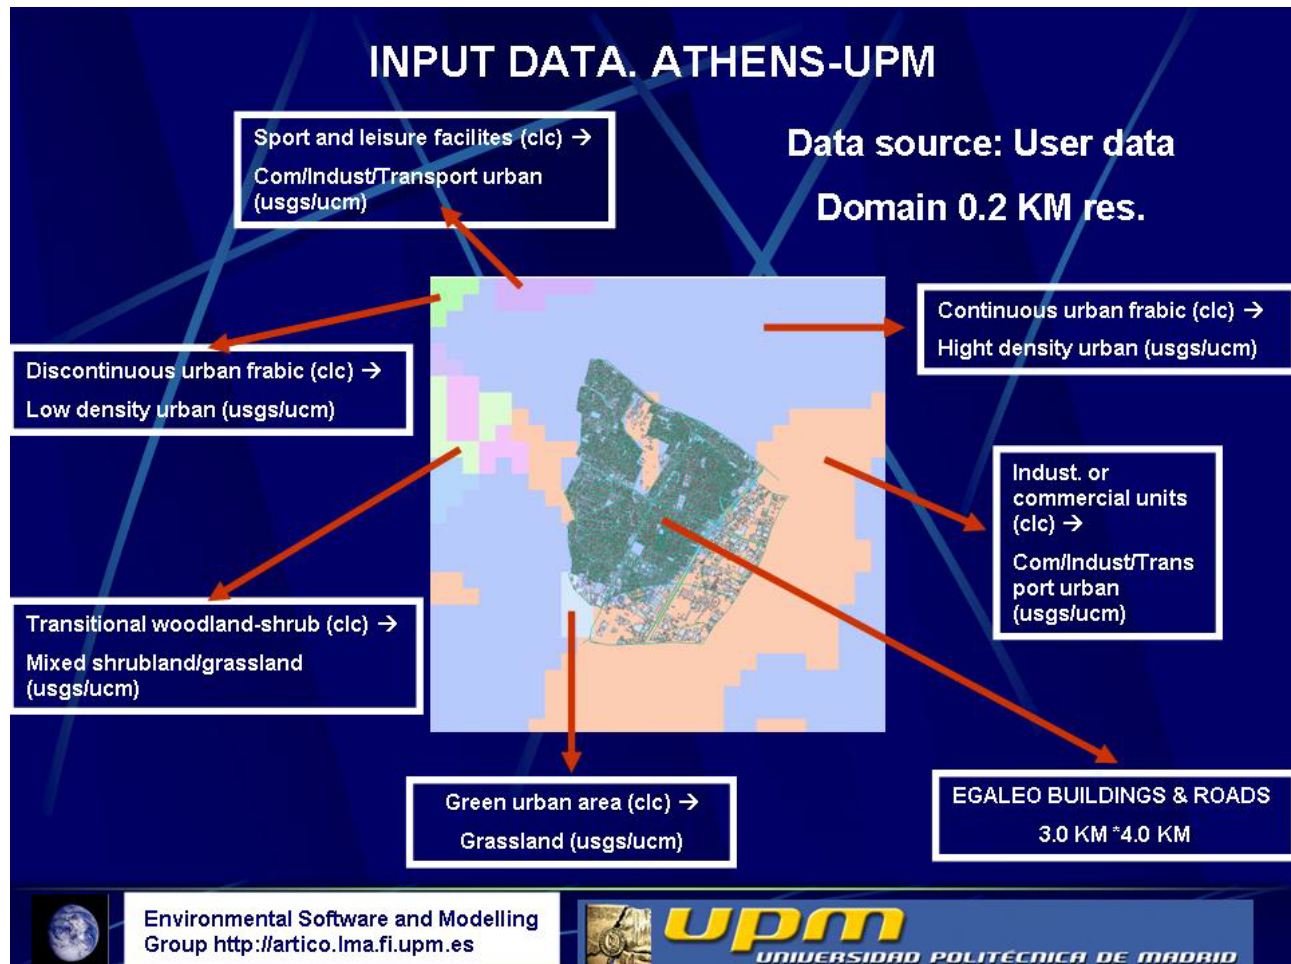 INPUT DATA. ATHENS-UPM
Sport and leisure facilites (clc) →
Com/Indust/Transport urban
(usgs/ucm)
Data source: User data
Domain 0.2 KM res.
Continuous urban frabic (clc) →
Hight density urban (usgs/ucm)
Discontinuous urban frabic (clc) →
Low density urban (usgs/ucm)
Indust. or
commercial units
(clc) →
Com/Indust/Trans
port urban
(usgs/ucm)
Transitional woodland-shrub (clc) →
Mixed shrubland/grassland
(usgs/ucm)
Green urban area (clc) →
Grassland (usgs/ucm)
EGALEO BUILDINGS & ROADS
3.0 KM *4.0 KM
Environmental Software and Modelling
Group http://artico.lma.fi.upm.es
upm
UNIVERSIDAD POLITÉCNICA DE MADRID